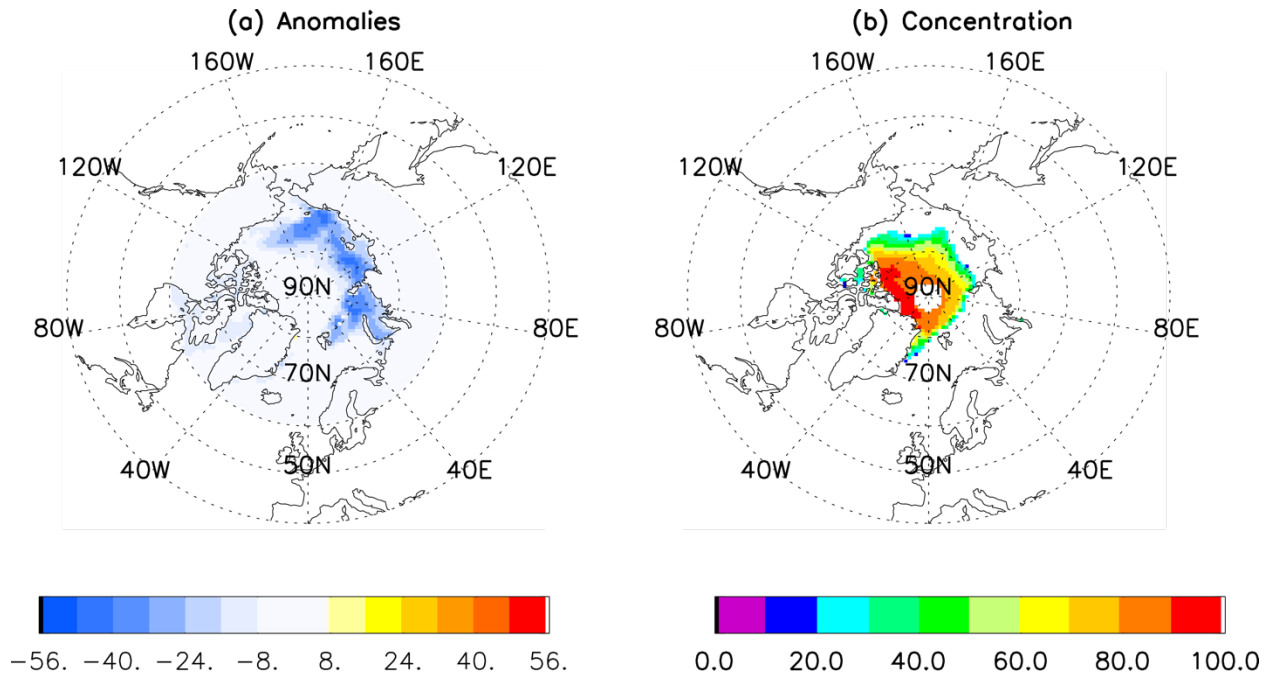 (a) Anomalies
(b) Concentration
160W 160E
160W 160E
120W 120E
120W 120E
90N
90N
80W 80E
80W 80E
70N
70N
50N
50N
40W 40E
40W 40E
-56. -40. -24. -8. 8. 24. 40. 56.
0.0 20.0 40.0 60.0 80.0 100.0